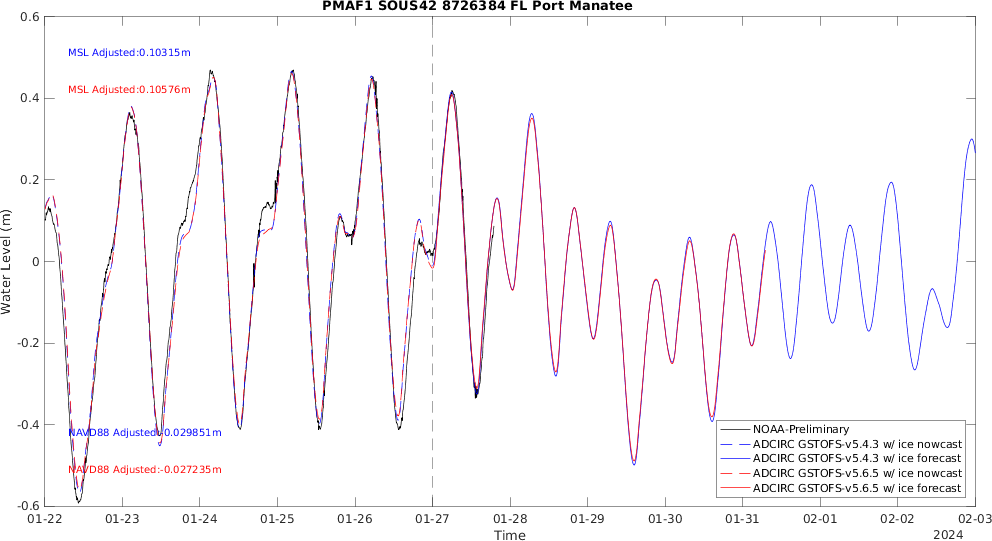 PMAF1 SOUS42 8726384 FL Port Manatee
0.6
MSL Adjusted:0.10315m
MSL Adjusted:0.10576m
0.4
0.2
Water Level (m)
0
-0.2
-0.4
NAVD88 Adjusted:-0.029851m
NAVD88 Adjusted:-0.027235m
-0.6
NOAA-Preliminary
ADCIRC GSTOFS-v5.4.3 w/ ice nowcast
ADCIRC GSTOFS-v5.4.3 w/ ice forecast
ADCIRC GSTOFS-v5.6.5 w/ ice nowcast
ADCIRC GSTOFS-v5.6.5 w/ ice forecast
01-22 01-23 01-24 01-25 01-26 01-27 01-28 01-29 01-30 01-31 02-01 02-02 02-03
Time
2024